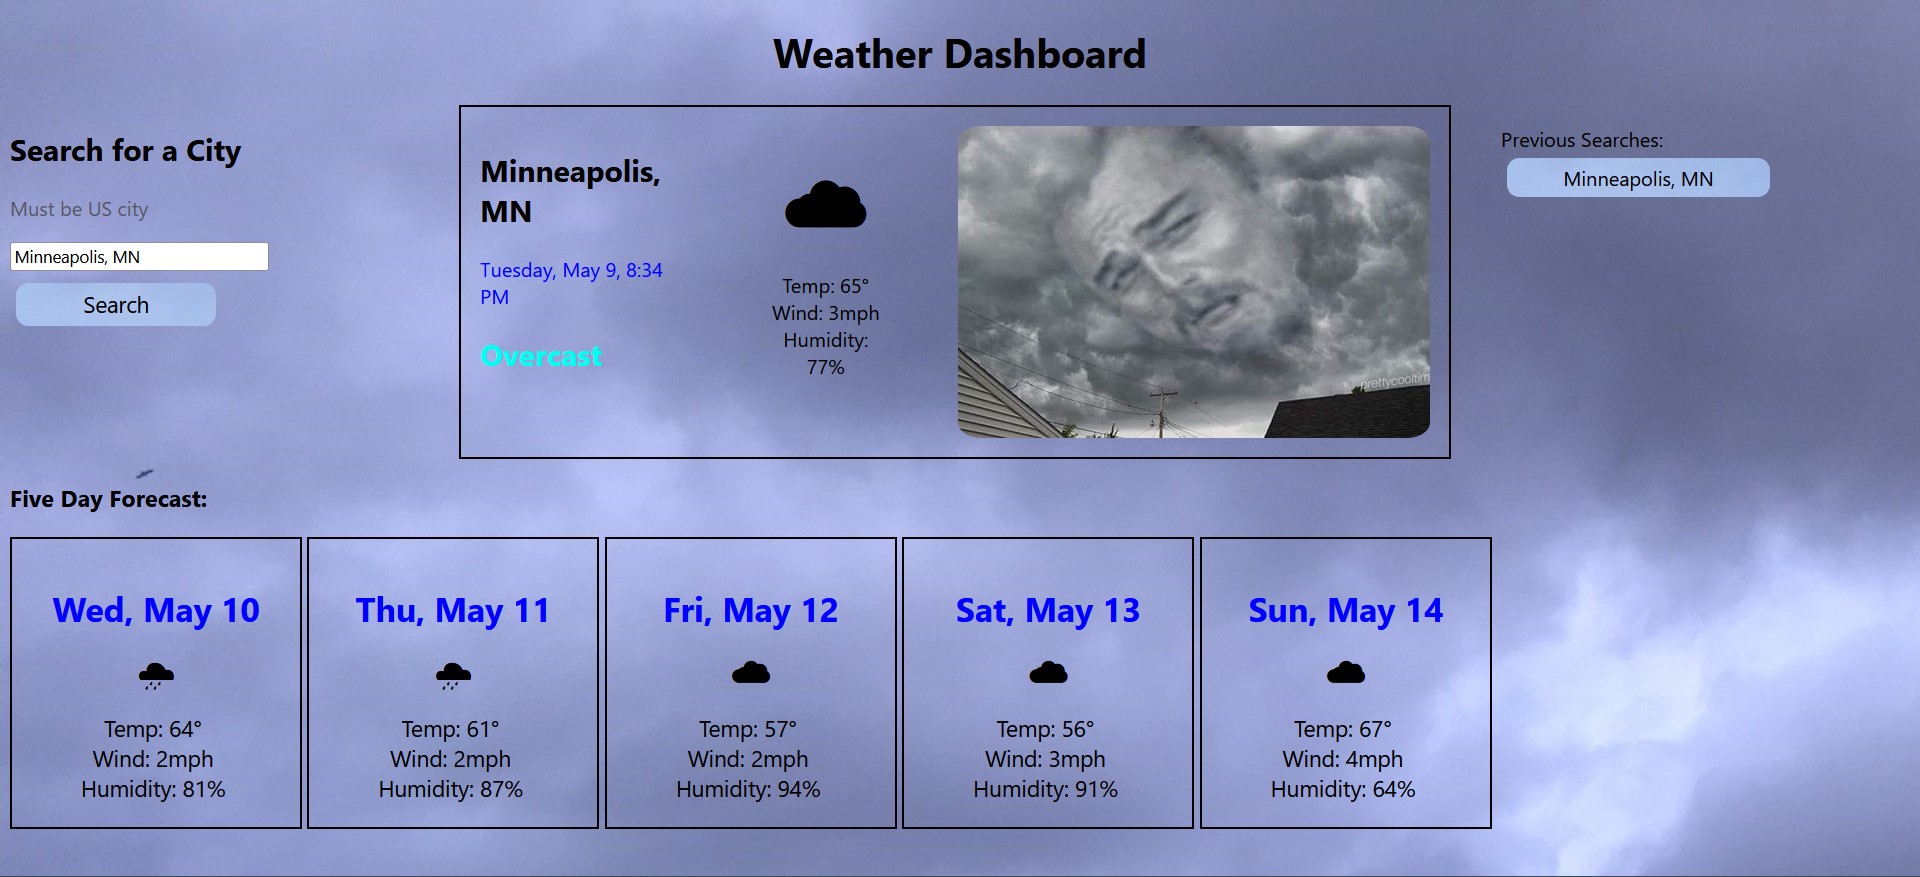 Weather Dashboard
Search for a City
Must be US city
Minneapolis, MN
Search
Minneapolis,
MN
Tuesday, May 9, 8:34
PM
Overcast
Temp: 65°
Wind: 3mph
Humidity:
77%
prettycooltim
Previous Searches:
Minneapolis, MN
Five Day Forecast:
Wed, May 10
Temp: 64°
Wind: 2mph
Humidity: 81%
Thu, May 11
Temp: 61°
Wind: 2mph
Humidity: 87%
Fri, May 12
Temp: 57°
Wind: 2mph
Humidity: 94%
Sat, May 13
Temp: 56°
Wind: 3mph
Humidity: 91%
Sun, May 14
Temp: 67°
Wind: 4mph
Humidity: 64%